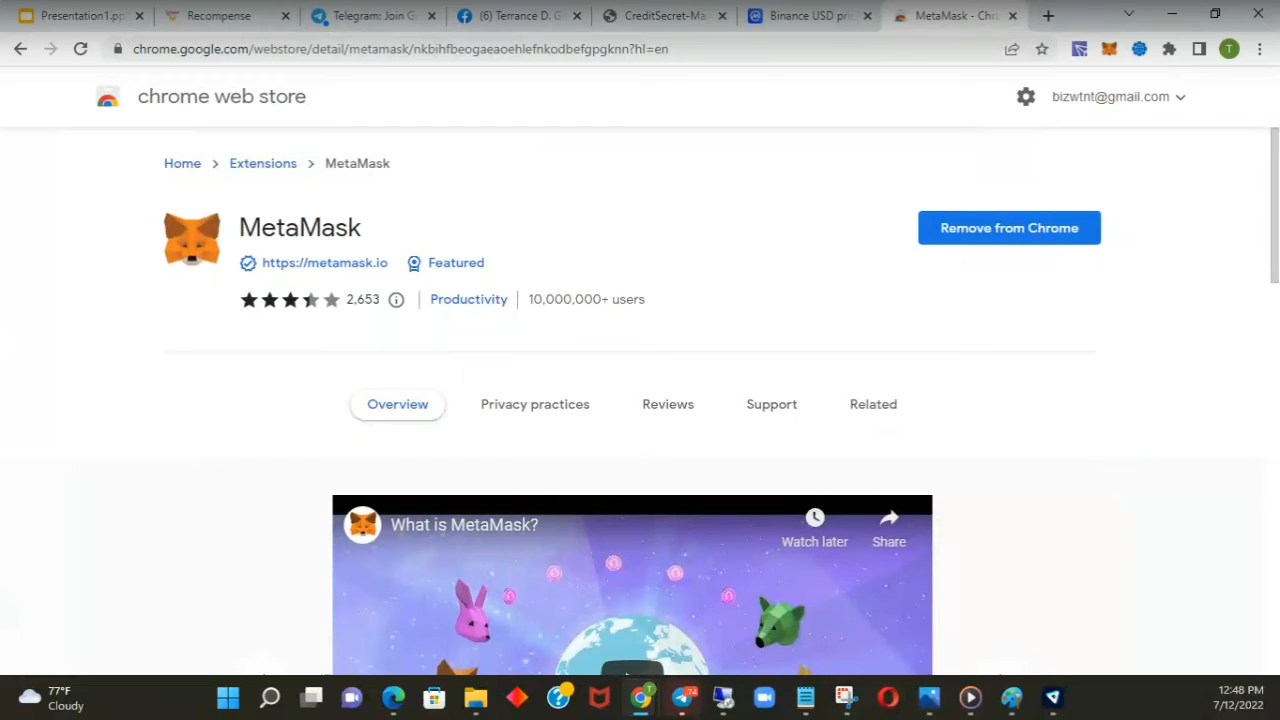 Presentation1.pp
Recompense
Telegram: Join G
(6) Terrance D. G
CreditSecret-Ma
Binance USD pri
MetaMask - Chro
chrome.google.com/webstore/detail/metamask/nkbihfbeogaeaoehlefnkodbefgpgknn?hl=en
T
chrome web store
bizwtnt@gmail.com
Home > Extensions > MetaMask
MetaMask
Remove from Chrome
https://metamask.io Featured
2,653 Productivity 10,000,000+ users
Overview Privacy practices Reviews Support Related
What is MetaMask?
Watch later Share
77°F
Cloudy
T
74
12:48 PM
7/12/2022